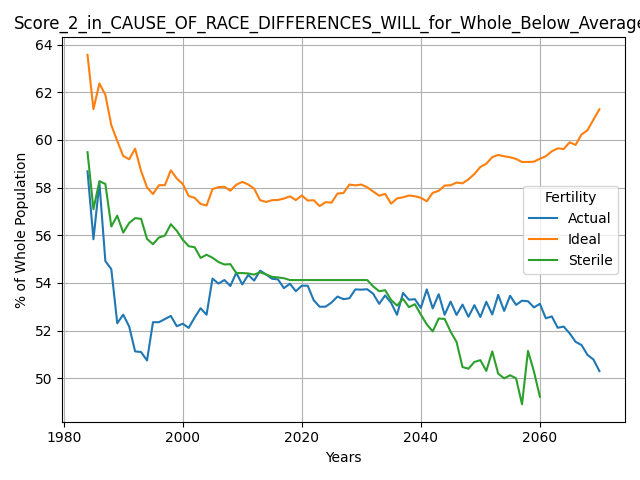 Score_2_in_CAUSE_OF_RACE_DIFFERENCES_WILL_for_Whole_Below_Average
64
62
60
58
56
54
52
50
% of Whole Population
Fertility
Actual
Ideal
Sterile
1980
2000
2020
2040
2060
Years